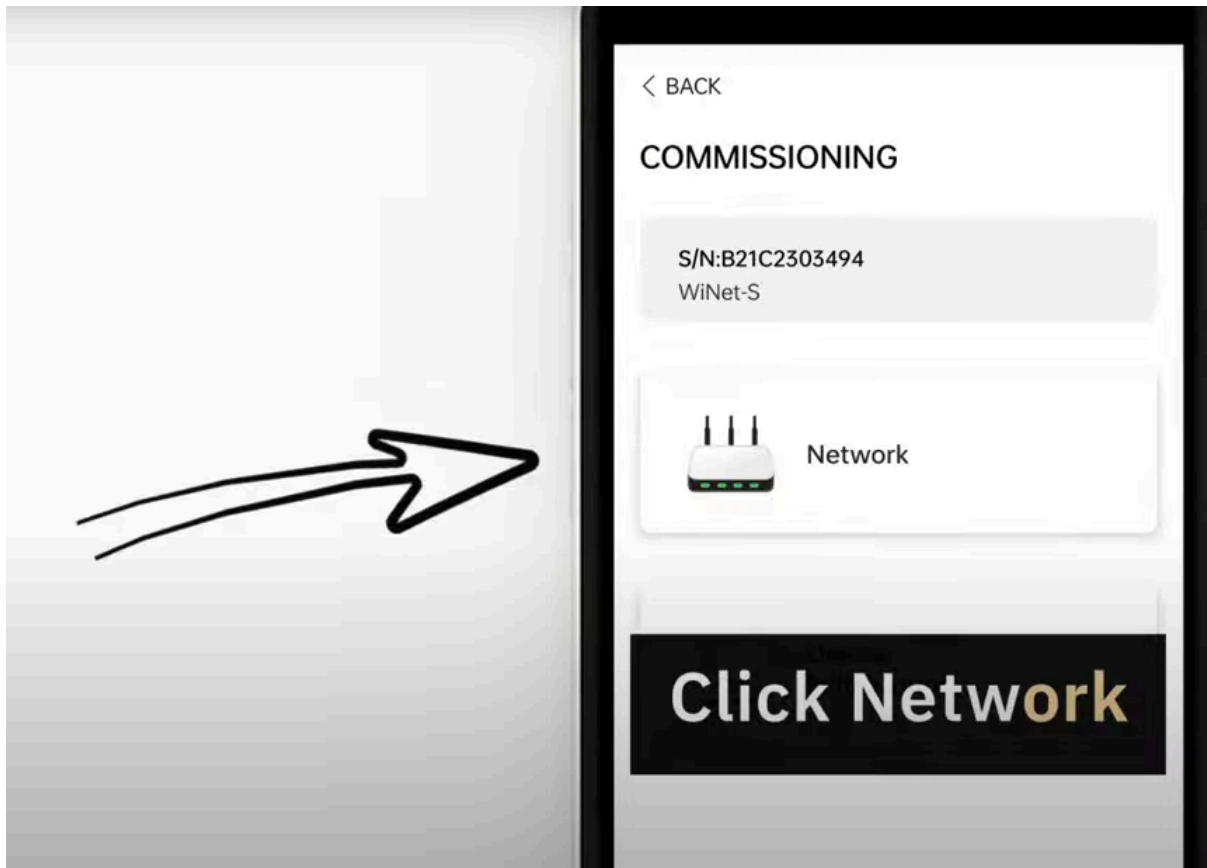 < BACK
COMMISSIONING
S/N:B21C2303494
WiNet-S
Network
Click Network